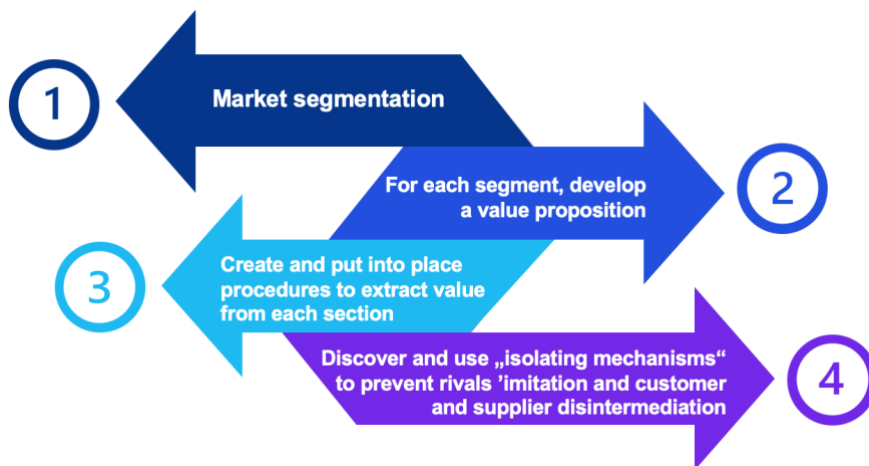 1
Market segmentation
For each segment, develop
a value proposition
2
3
Create and put into place
procedures to extract value
from each section
Discover and use „isolating mechanisms“
to prevent rivals ’imitation and customer
and supplier disintermediation
4